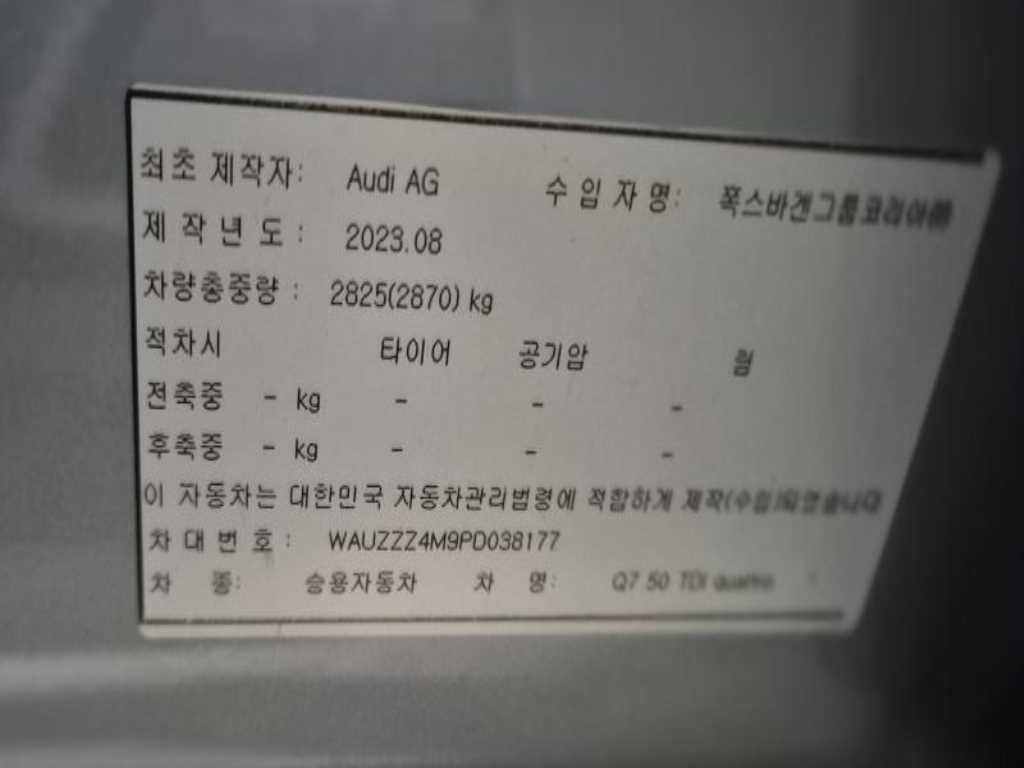 최초 제작자: Audi AG 수 입 자 명: 폭스바겐그룹코리아㈜
제 작 년 도 : 2023.08
차량총중량 : 2825(2870) kg
적차시 타이어 공기압 림
전축중 - kg - - -
후축중 - kg - - -
이 자동차는 대한민국 자동차관리법령에 적합하게 제작(수입)되었습니다
차 대 번 호 : WAUZZZ4M9PD038177
차 종: 승용자동차 차 명: Q7 50 TDI quattro